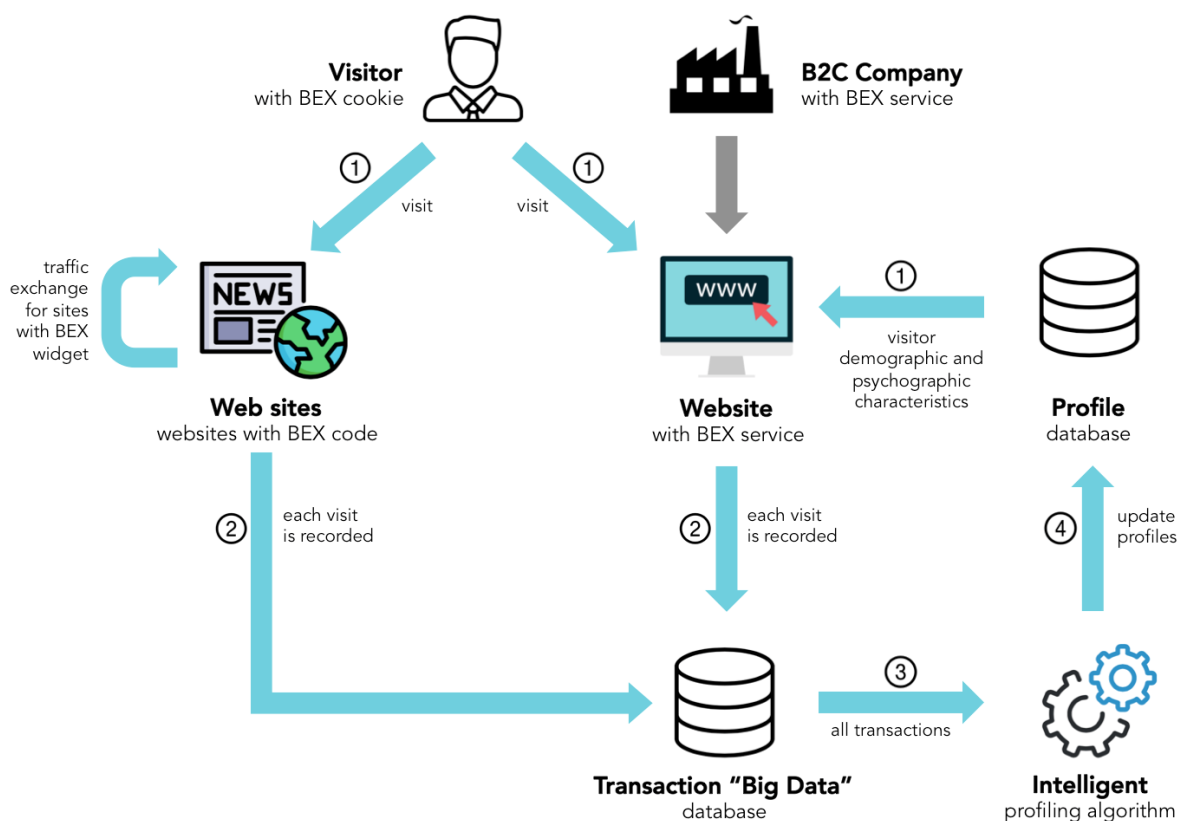 Visitor
with BEX cookie
B2C Company
with BEX service
1
visit
1
visit
traffic
exchange
for sites
with BEX
widget
NEWS
www
1
visitor
demographic and
psychographic
characteristics
Web sites
websites with BEX code
Website
with BEX service
Profile
database
2
each visit
is recorded
2
each visit
is recorded
4
update
profiles
3
all transactions
Transaction “Big Data”
database
Intelligent
profiling algorithm